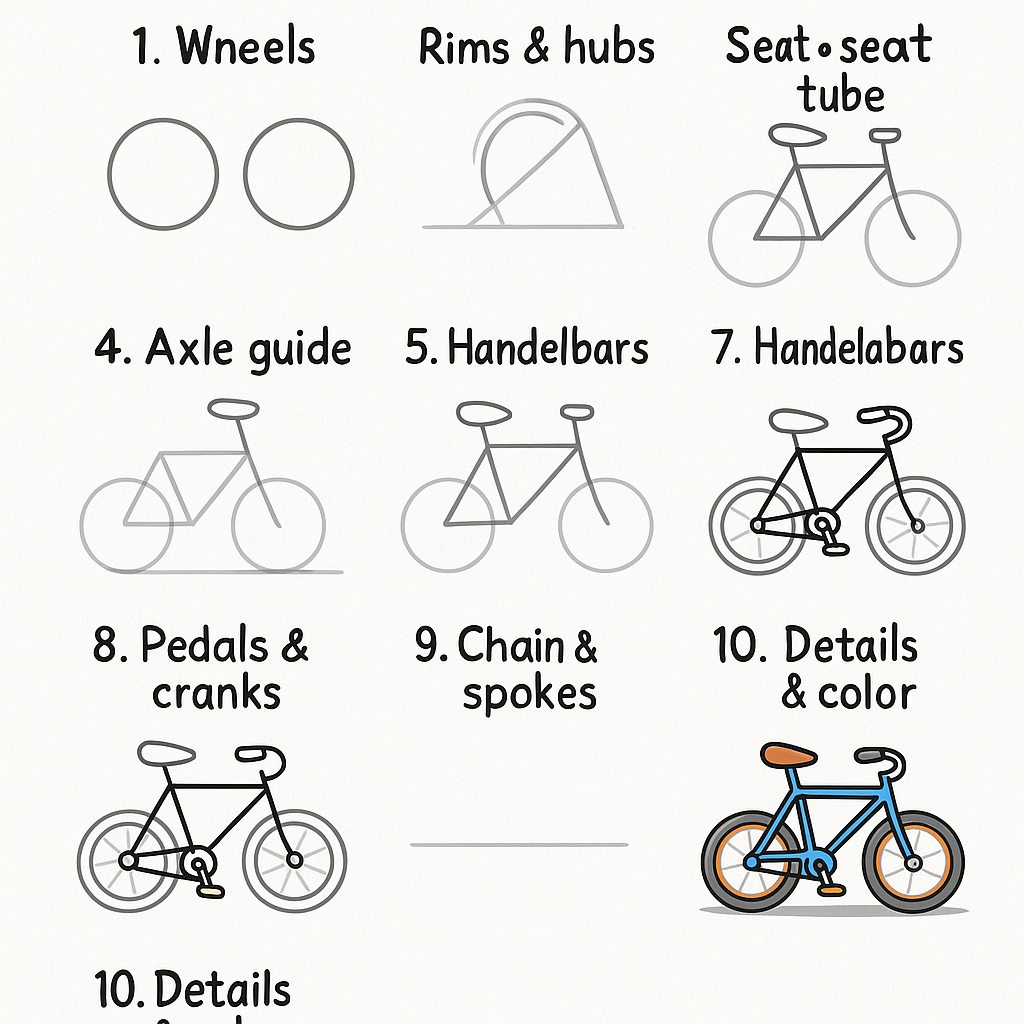 1. Wneels
Rims & hubs
Seat•seat
tube
4. Axle guide
5. Handelbars
7. Handelabars
8. Pedals &
cranks
9. Chain &
spokes
10. Details
& color
10. Details